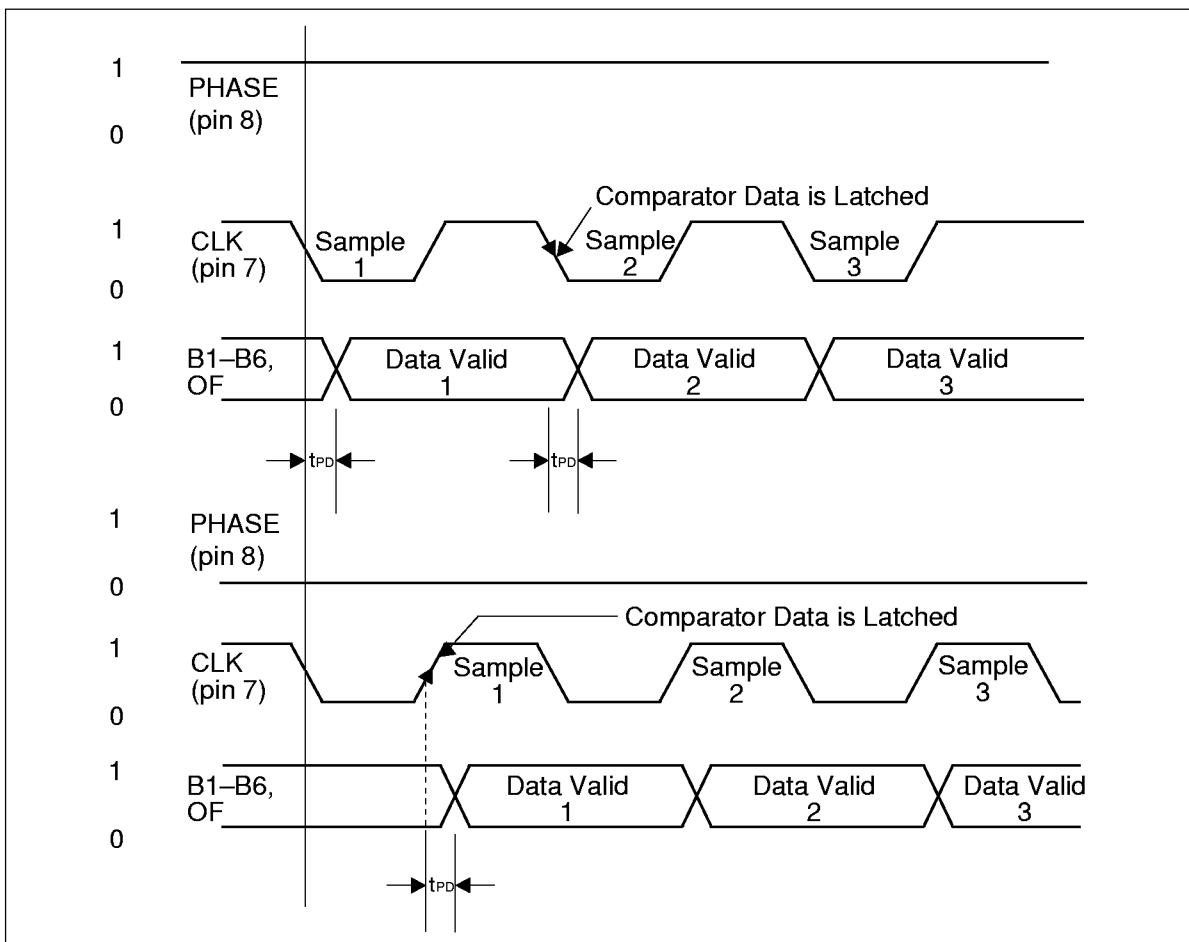 1
PHASE
(pin 8)
0
Comparator Data is Latched
1
CLK
(pin 7)
0
Sample
1
Sample
2
Sample
3
1
B1–B6,
OF
0
Data Valid
1
Data Valid
2
Data Valid
3
tPD
tPD
1
PHASE
(pin 8)
0
Comparator Data is Latched
1
CLK
(pin 7)
0
Sample
1
Sample
2
Sample
3
1
B1–B6,
OF
0
Data Valid
1
Data Valid
2
Data Valid
3
tPD